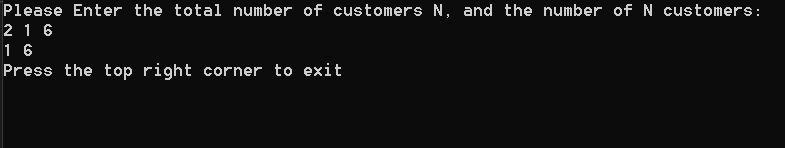 Please Enter the total number of customers N, and the number of N customers:
2 1 6
1 6
Press the top right corner to exit